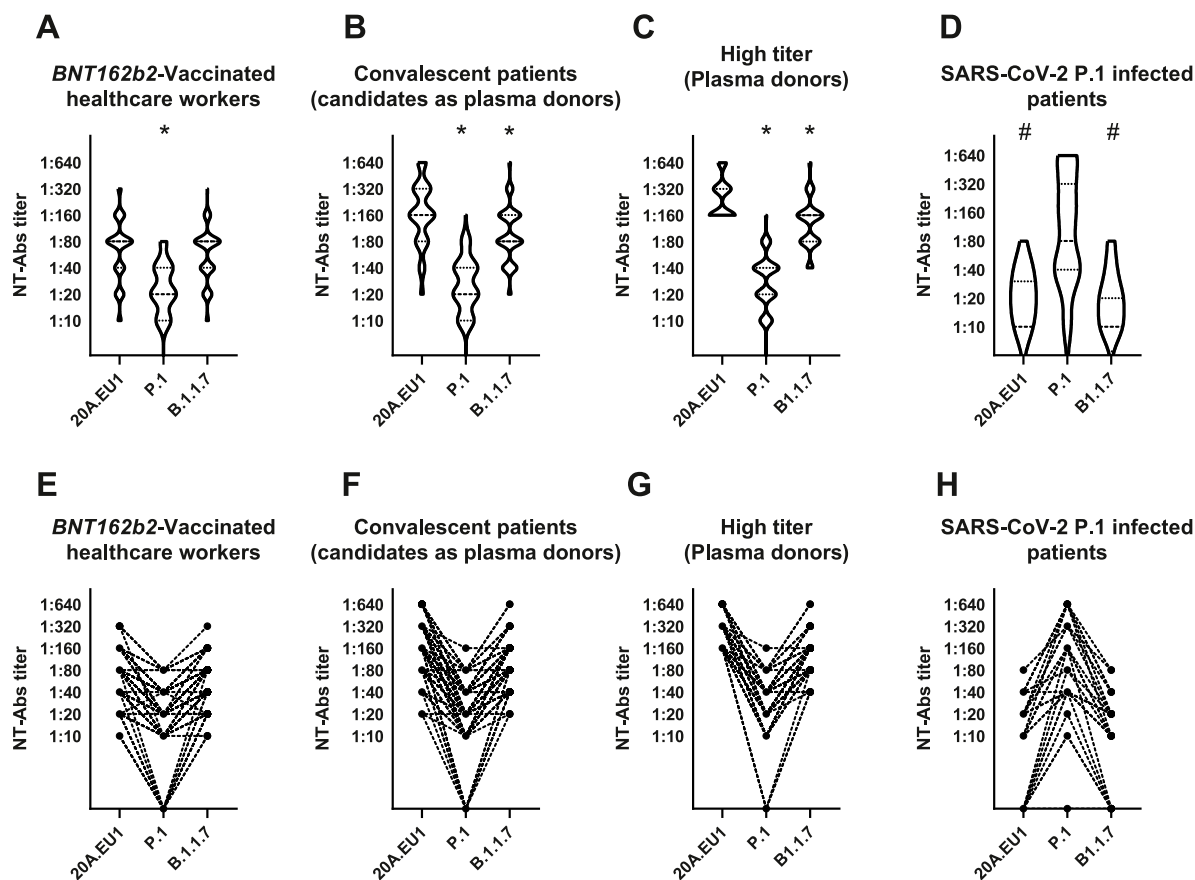 A
BNT162b2-Vaccinated
healthcare workers
*
NT-Abs titer
1:640
1:320
1:160
1:80
1:40
1:20
1:10
20A.EU1
P.1
B.1.1.7
B
Convalescent patients
(candidates as plasma donors)
* *
NT-Abs titer
1:640
1:320
1:160
1:80
1:40
1:20
1:10
20A.EU1
P.1
B.1.1.7
C
High titer
(Plasma donors)
* *
NT-Abs titer
1:640
1:320
1:160
1:80
1:40
1:20
1:10
20A.EU1
P.1
B1.1.7
D
SARS-CoV-2 P.1 infected
patients
# #
NT-Abs titer
1:640
1:320
1:160
1:80
1:40
1:20
1:10
20A.EU1
P.1
B.1.1.7
E
BNT162b2-Vaccinated
healthcare workers
NT-Abs titer
1:640
1:320
1:160
1:80
1:40
1:20
1:10
20A.EU1
P.1
B.1.1.7
F
Convalescent patients
(candidates as plasma donors)
NT-Abs titer
1:640
1:320
1:160
1:80
1:40
1:20
1:10
20A.EU1
P.1
B.1.1.7
G
High titer
(Plasma donors)
NT-Abs titer
1:640
1:320
1:160
1:80
1:40
1:20
1:10
20A.EU1
P.1
B1.1.7
H
SARS-CoV-2 P.1 infected
patients
NT-Abs titer
1:640
1:320
1:160
1:80
1:40
1:20
1:10
20A.EU1
P.1
B.1.1.7